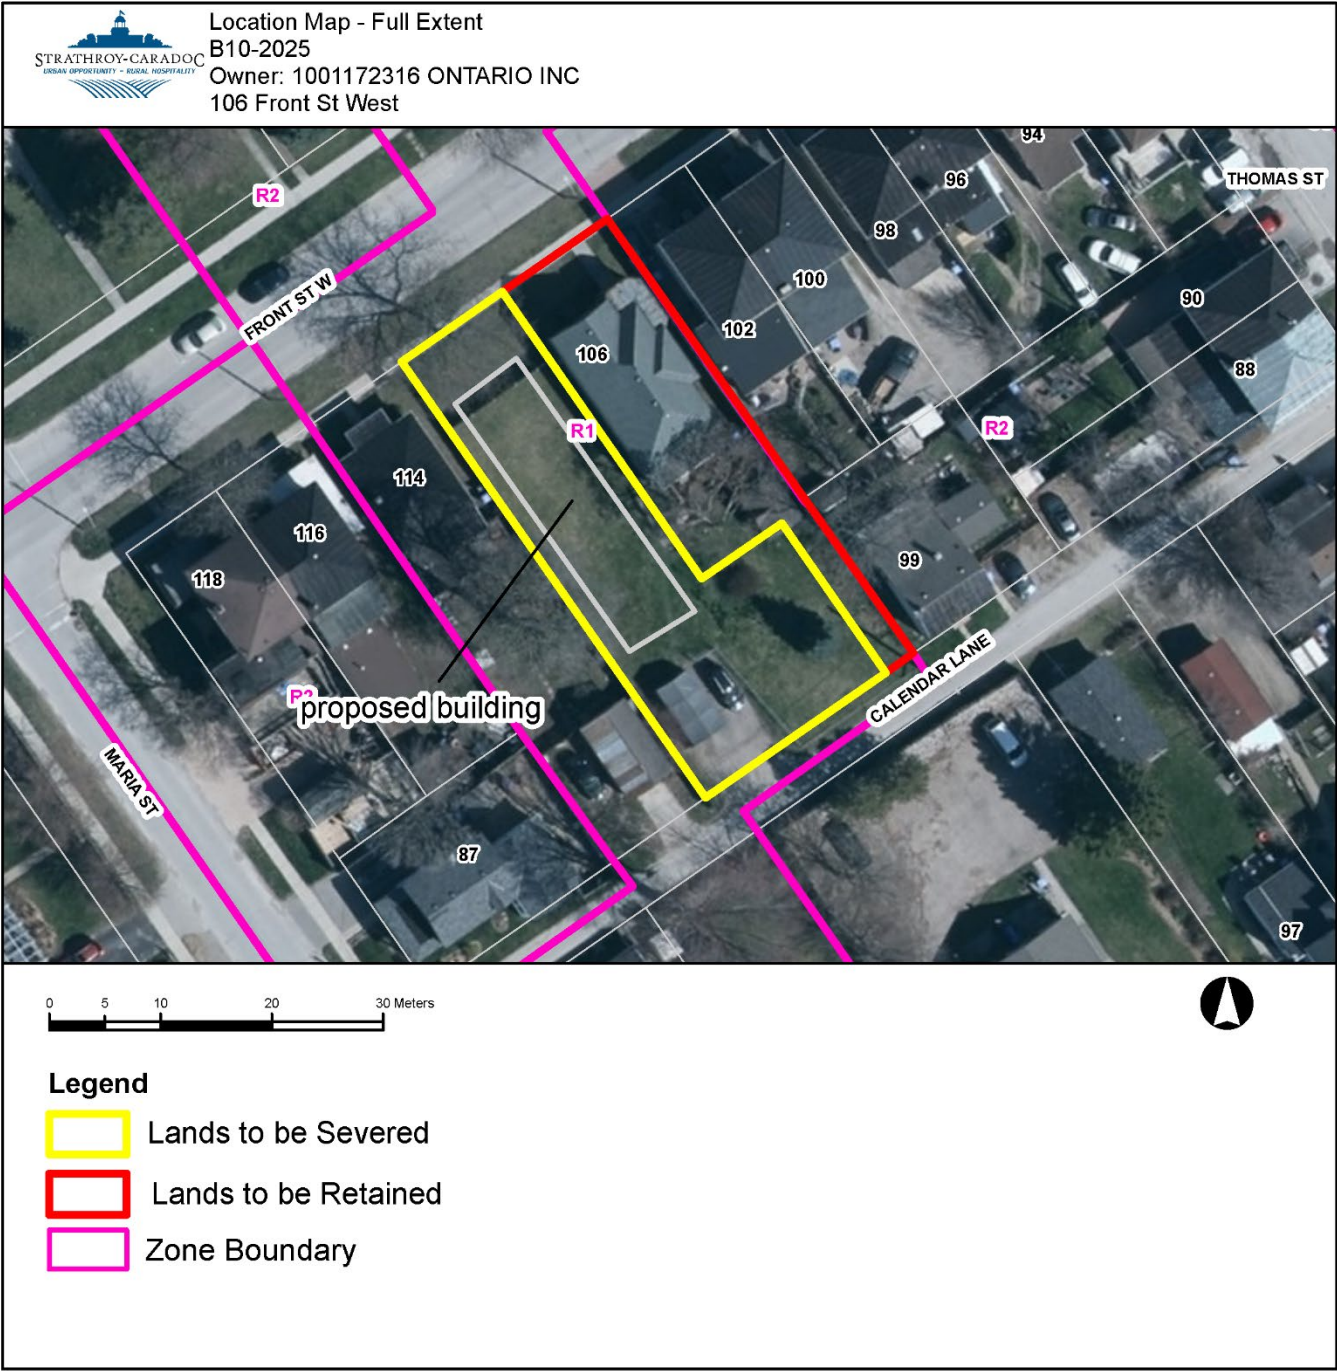 STRATHROY-CARADOC
URBAN OPPORTUNITY ~ RURAL HOSPITALITY
Location Map - Full Extent
B10-2025
Owner: 1001172316 ONTARIO INC
106 Front St West
94
THOMAS ST
96
R2
98
100
90
FRONT ST W
102
106
88
R1
R2
114
116
99
118
CALENDAR LANE
R2
proposed building
MARIA ST
87
97
0 5 10 20 30 Meters
Legend
Lands to be Severed
Lands to be Retained
Zone Boundary